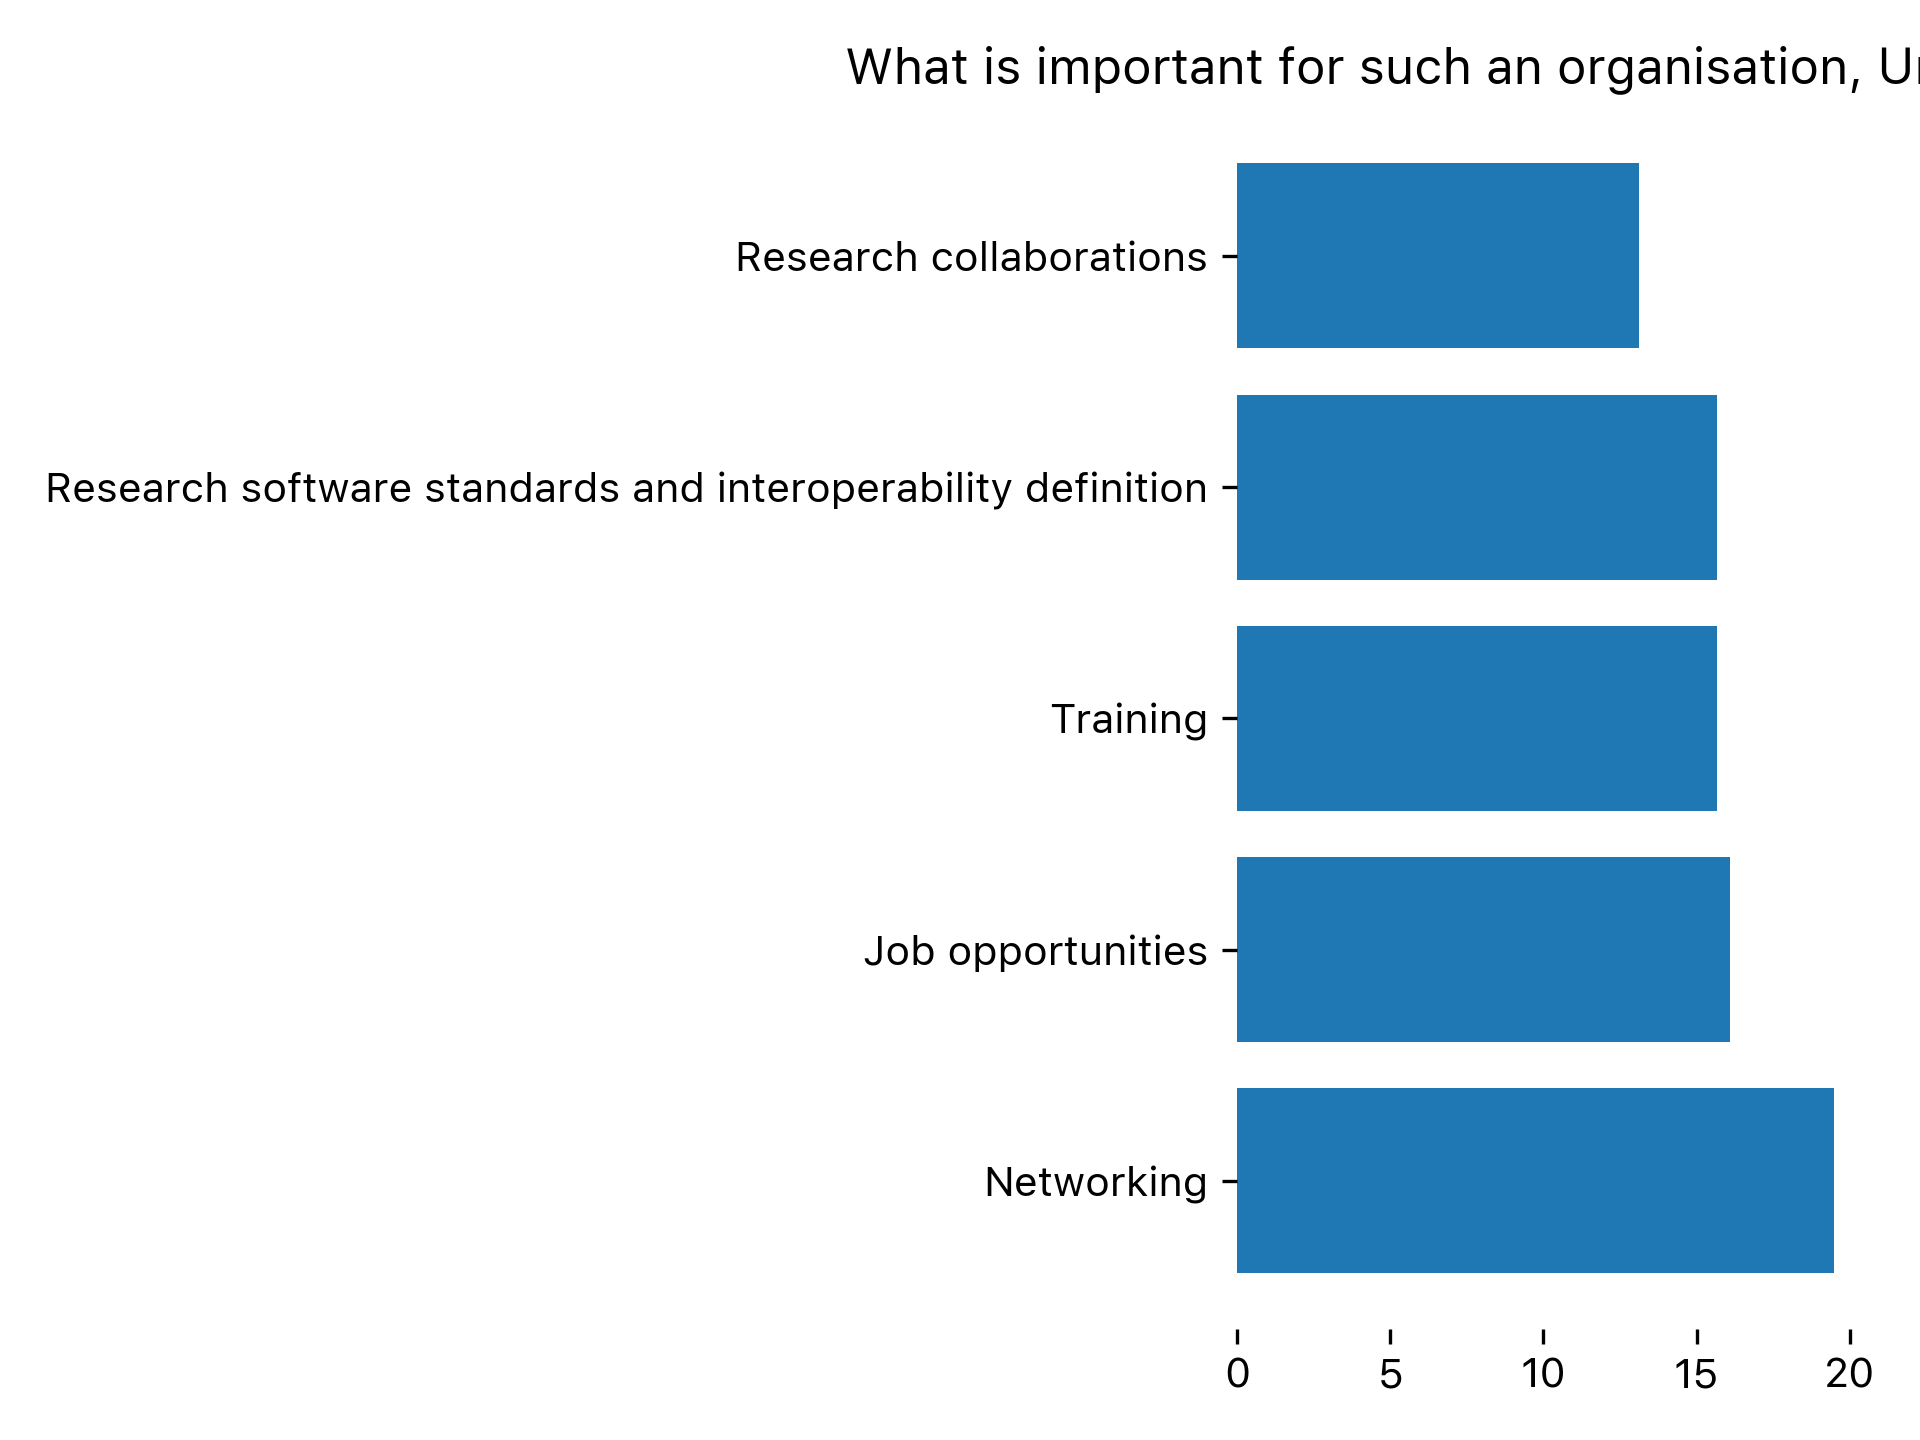 What is important for such an organisation,
Research collaborations
Research software standards and interoperability definition
Training
Job opportunities
Networking
0 5 10 15 20